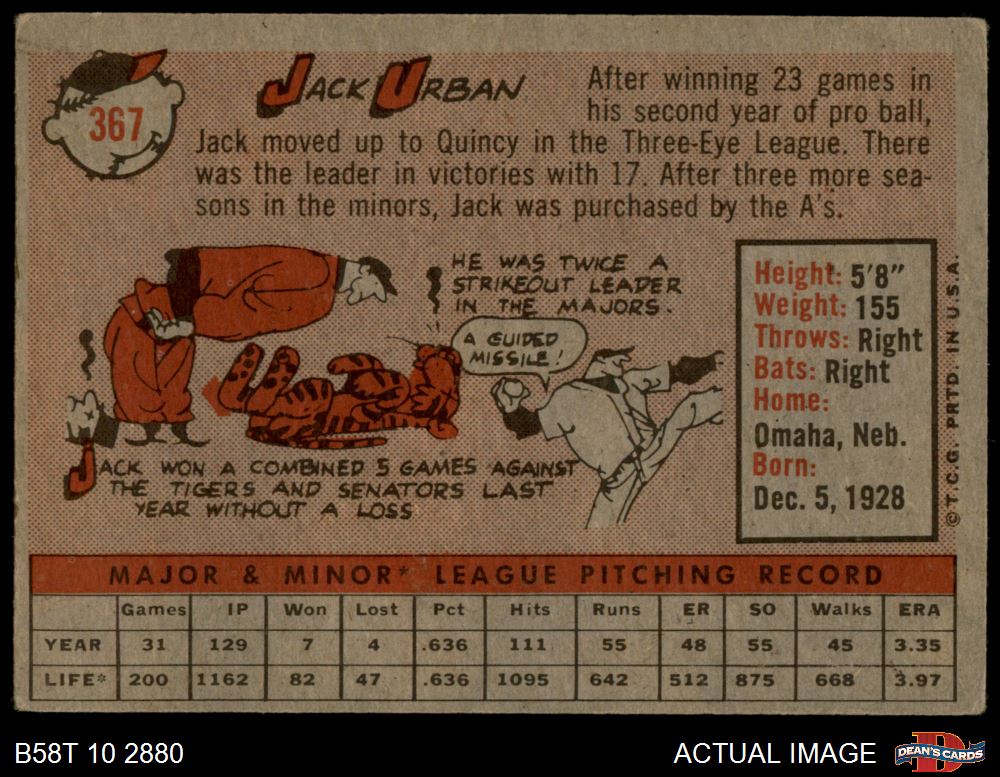 367
JACK URBAN
After winning 23 games in
his second year of pro ball,
Jack moved up to Quincy in the Three-Eye League. There
was the leader in victories with 17. After three more sea-
sons in the minors, Jack was purchased by the A's.
HE WAS TWICE A
STRIKEOUT LEADER
IN THE MAJORS.
A GUIDED
MISSILE!
JACK WON A COMBINED 5 GAMES AGAINST
THE TIGERS AND SENATORS LAST
YEAR WITHOUT A LOSS
Height: 5'8"
Weight: 155
Throws: Right
Bats: Right
Home:
Omaha, Neb.
Born:
Dec. 5, 1928
© T.C.G. PRTD. IN U.S.A.
MAJOR & MINOR* LEAGUE PITCHING RECORD
Games IP Won Lost Pct Hits Runs ER SO Walks ERA
YEAR 31 129 7 4 .636 111 55 48 55 45 3.35
LIFE* 200 1162 82 47 .636 1095 642 512 875 668 3.97
B58T 10 2880
ACTUAL IMAGE
D
DEAN'S CARDS